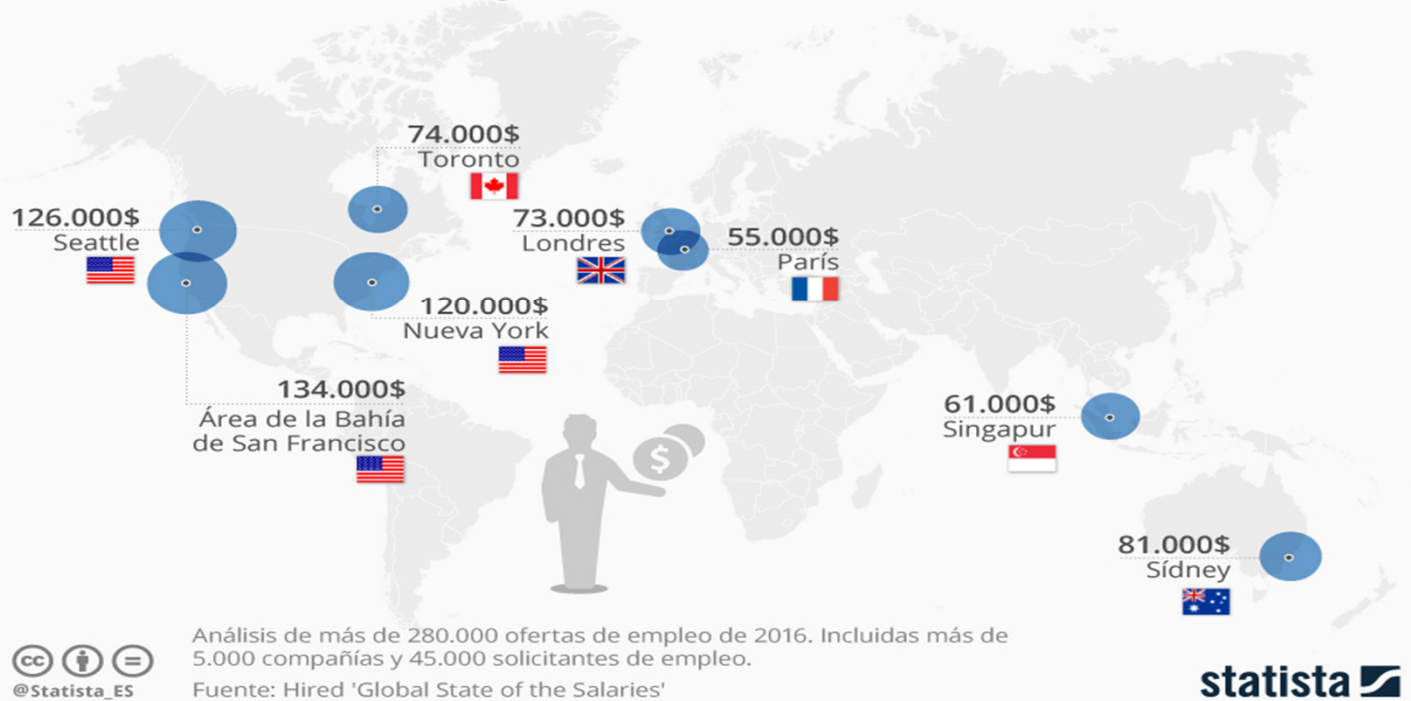 74.000$
Toronto
126.000$
Seattle
73.000$
Londres
55.000$
París
120.000$
Nueva York
134.000$
Área de la Bahía
de San Francisco
$
61.000$
Singapur
81.000$
Sídney
Análisis de más de 280.000 ofertas de empleo de 2016. Incluidas más de
5.000 compañías y 45.000 solicitantes de empleo.
Fuente: Hired 'Global State of the Salaries'
cc
@Statista_ES
statista